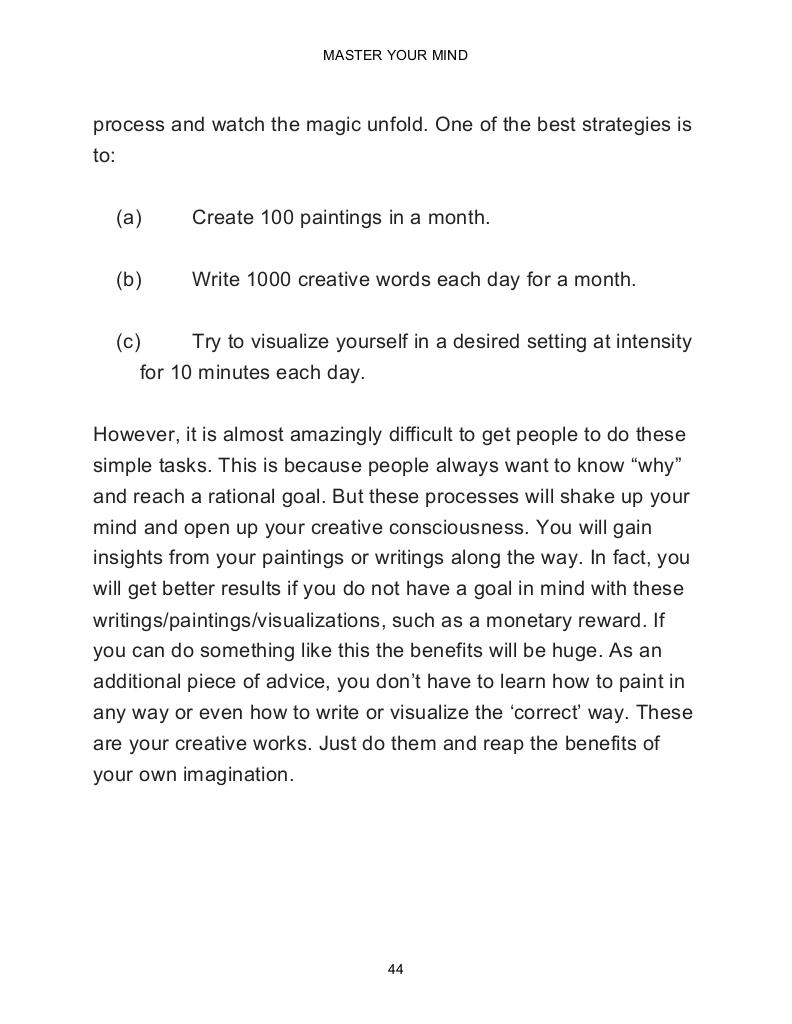 MASTER YOUR MIND
process and watch the magic unfold. One of the best strategies is
to:
(a) Create 100 paintings in a month.
(b) Write 1000 creative words each day for a month.
(c) Try to visualize yourself in a desired setting at intensity
for 10 minutes each day.
However, it is almost amazingly difficult to get people to do these
simple tasks. This is because people always want to know “why”
and reach a rational goal. But these processes will shake up your
mind and open up your creative consciousness. You will gain
insights from your paintings or writings along the way. In fact, you
will get better results if you do not have a goal in mind with these
writings/paintings/visualizations, such as a monetary reward. If
you can do something like this the benefits will be huge. As an
additional piece of advice, you don’t have to learn how to paint in
any way or even how to write or visualize the ‘correct’ way. These
are your creative works. Just do them and reap the benefits of
your own imagination.
44